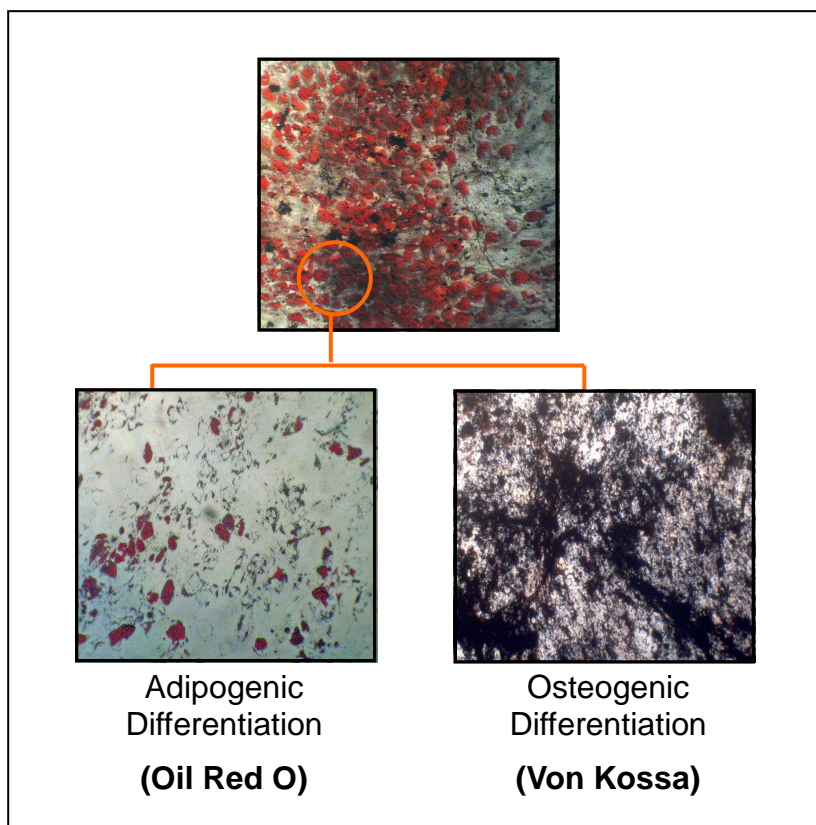 Adipogenic
Differentiation
(Oil Red O)
Osteogenic
Differentiation
(Von Kossa)